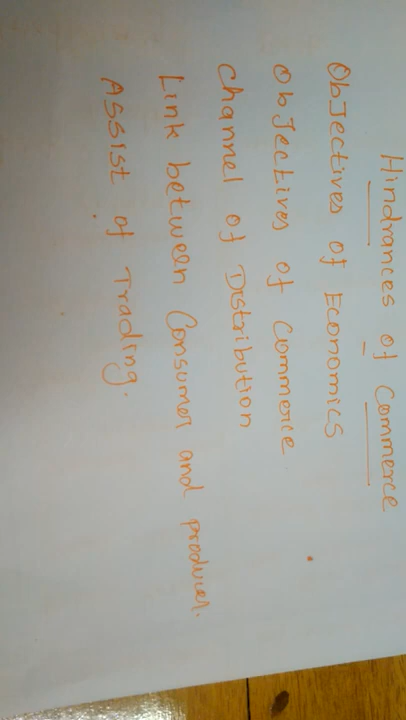 Hindrances of Commerce
Objectives of Economics
Objectives of Commerce
Channel of Distribution
Link between Consumer and producer.
Assist of Trading.